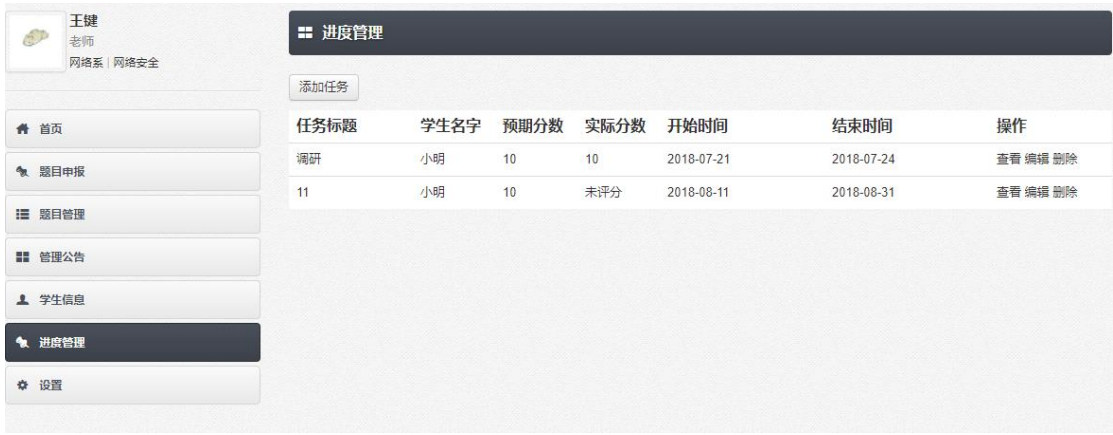 王键
老师
网络系 | 网络安全
首页
题目申报
题目管理
管理公告
学生信息
进度管理
设置
进度管理
添加任务
任务标题 学生名字 预期分数 实际分数 开始时间 结束时间 操作
调研 小明 10 10 2018-07-21 2018-07-24 查看 编辑 删除
11 小明 10 未评分 2018-08-11 2018-08-31 查看 编辑 删除